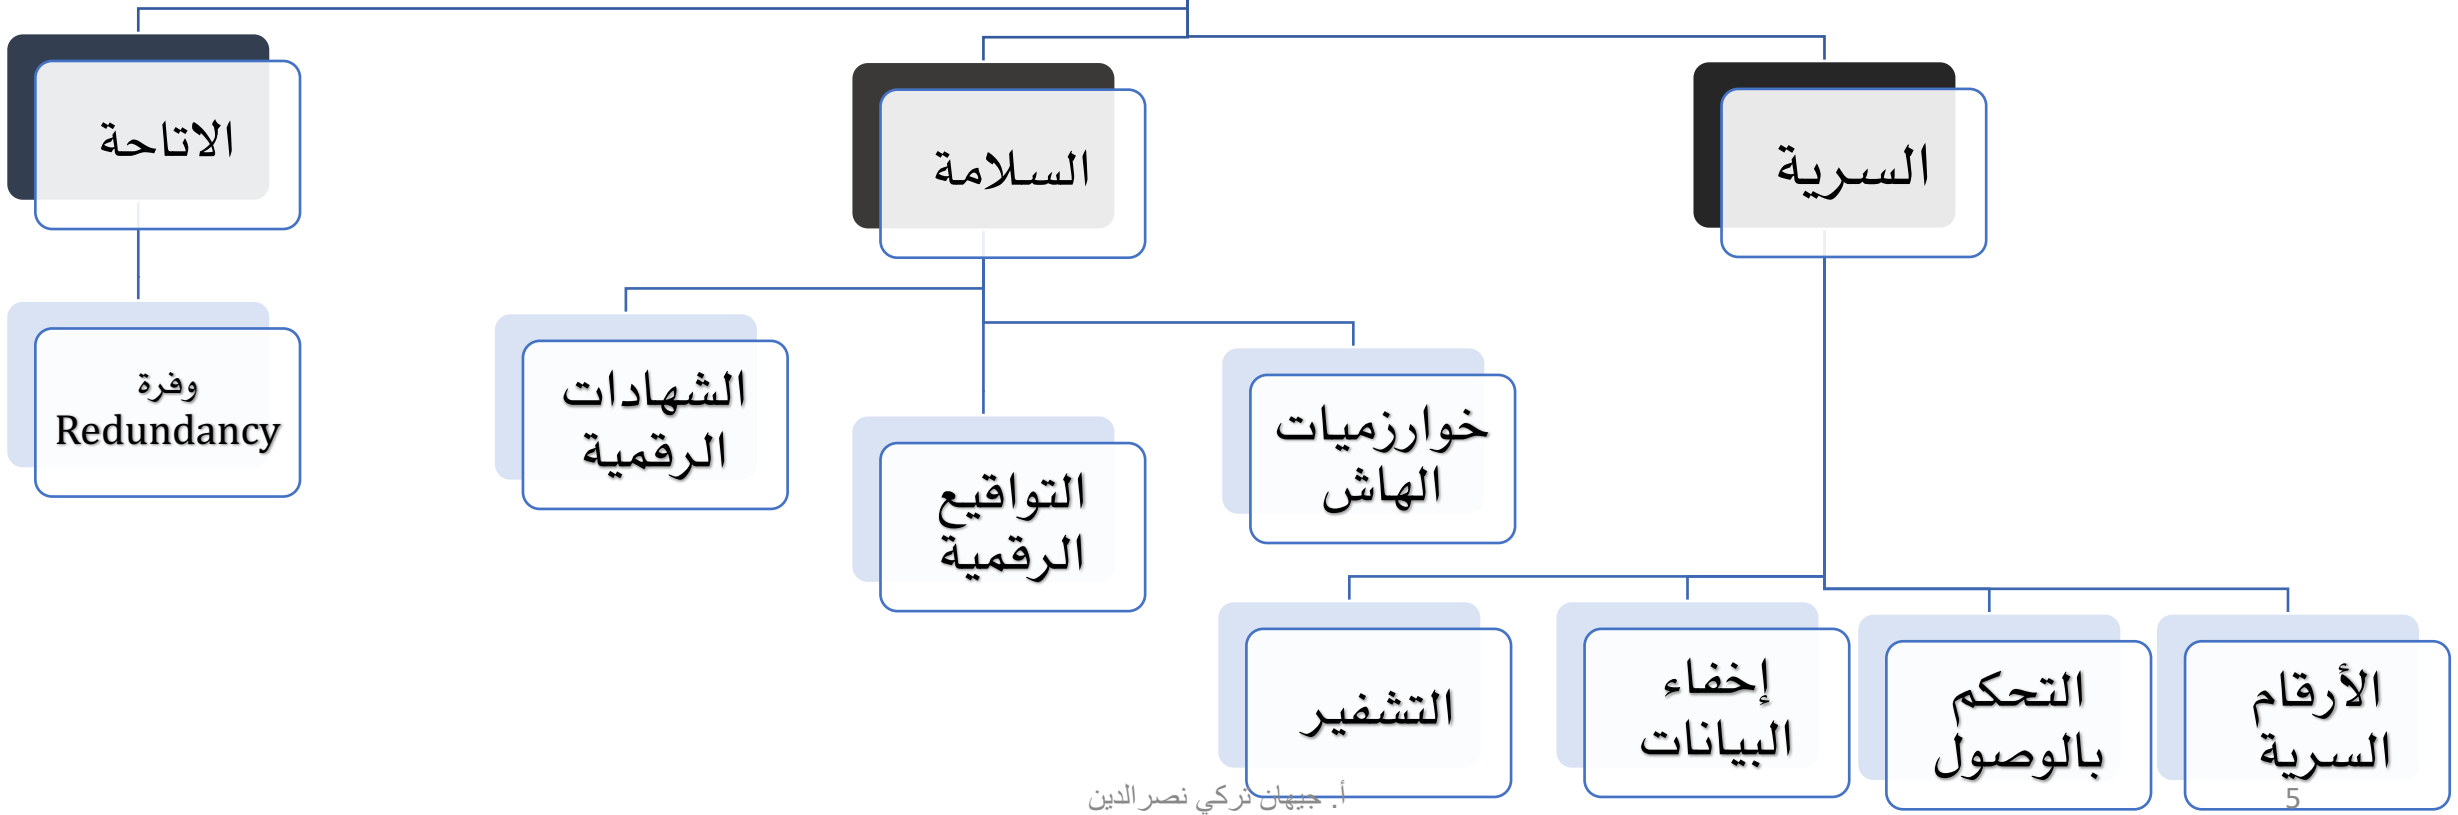 السرية
السلامة
الاتاحة
خوارزميات
الهاش
التواقيع
الرقمية
الشهادات
الرقمية
وفرة
Redundancy
الأرقام
السرية
التحكم
بالوصول
إخفاء
البيانات
التشفير
أ. جيهان تركي نصرالدين
5